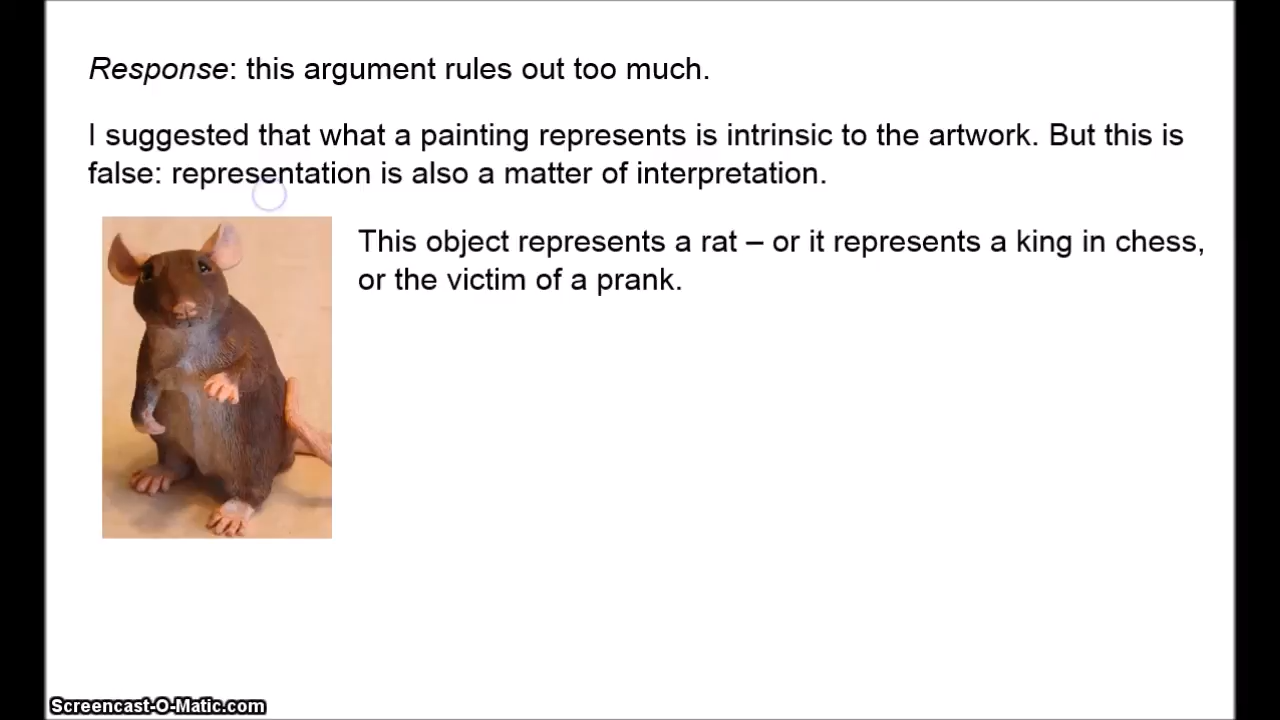 Response: this argument rules out too much.
I suggested that what a painting represents is intrinsic to the artwork. But this is
false: representation is also a matter of interpretation.
This object represents a rat – or it represents a king in chess,
or the victim of a prank.
Screencast-O-Matic.com